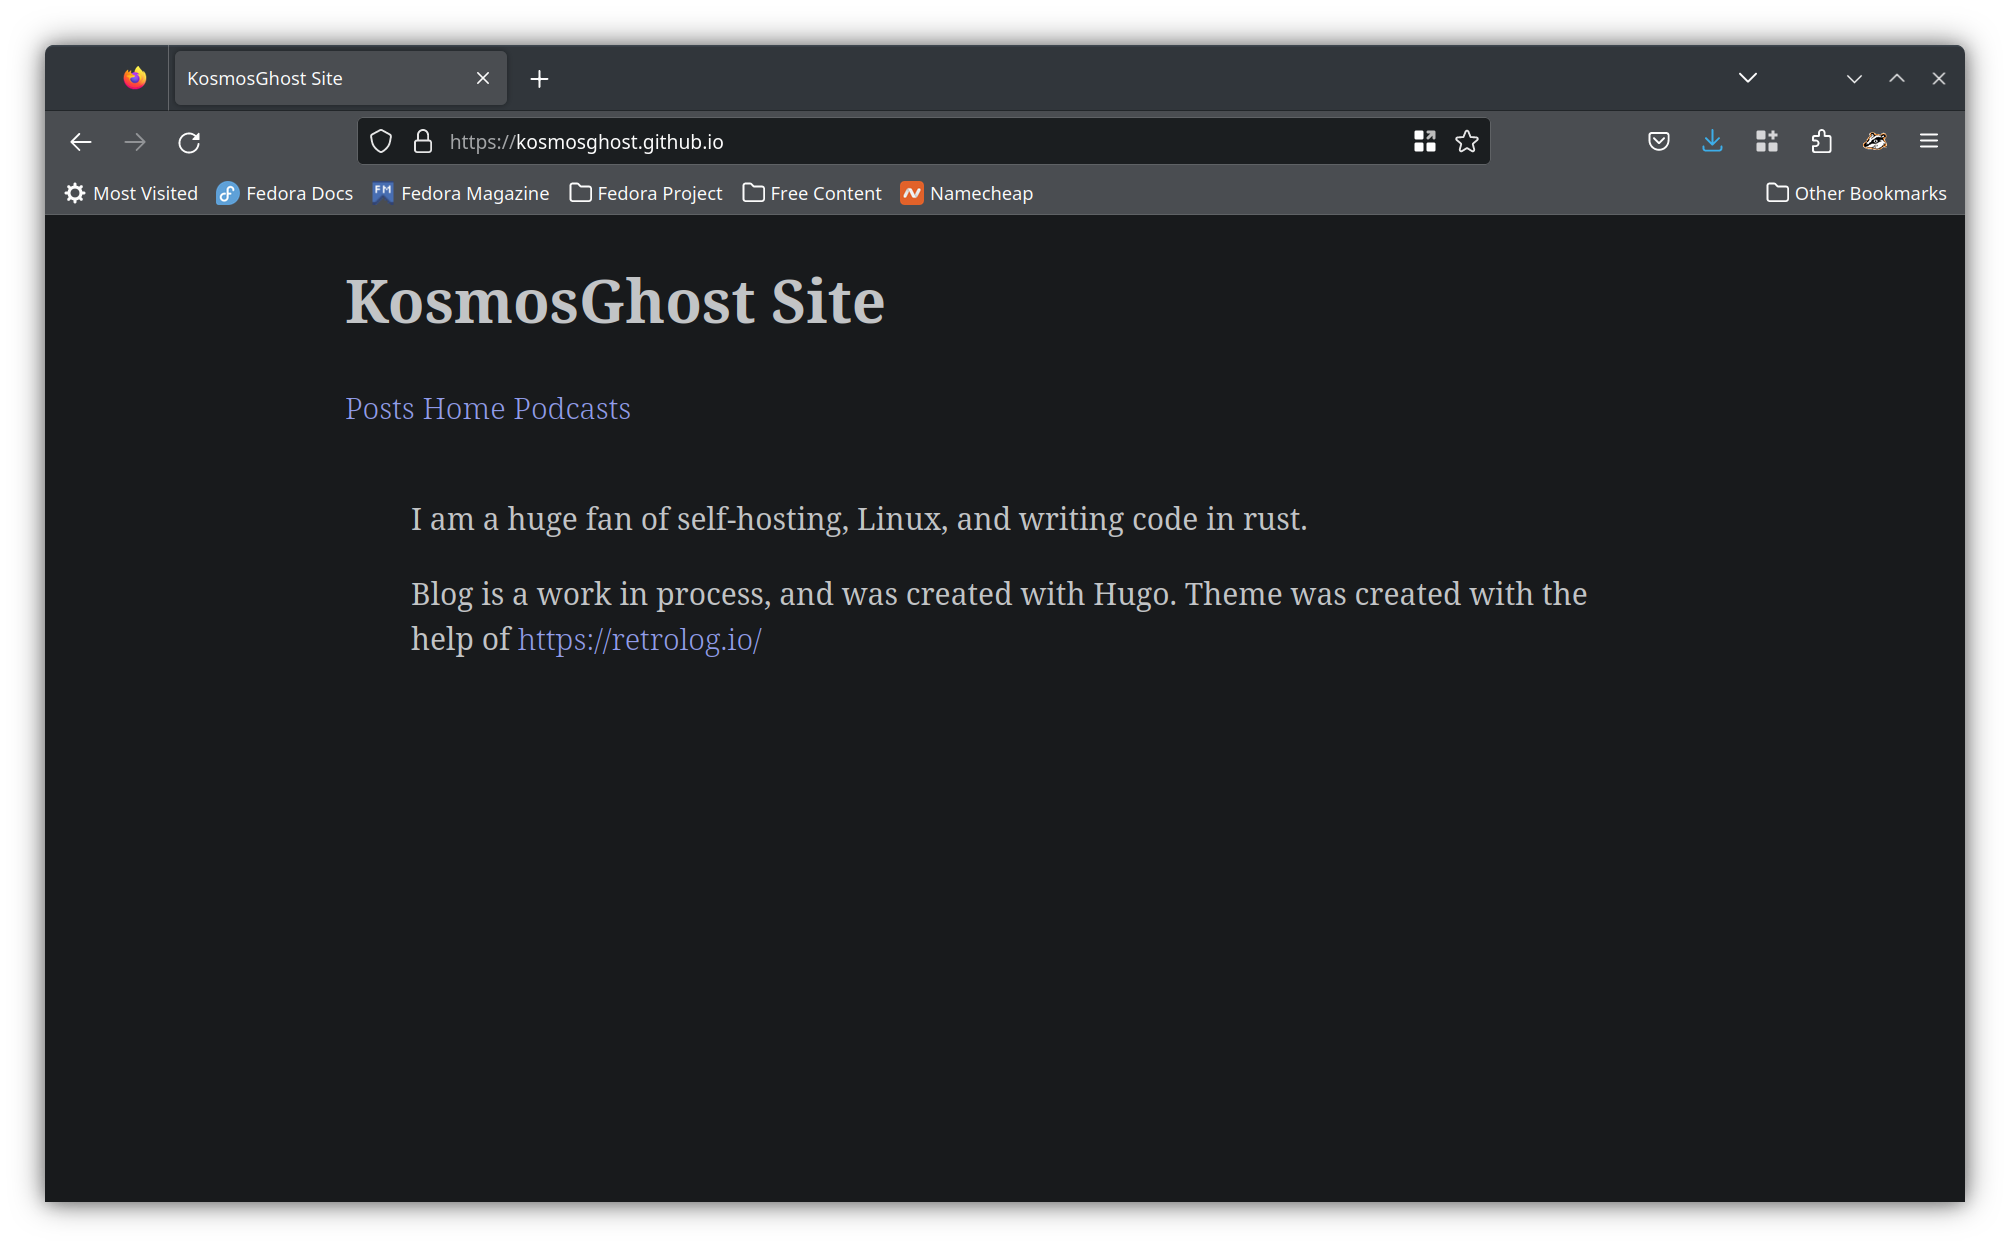 KosmosGhost Site
https://kosmosghost.github.io
Most Visited Fedora Docs FM Fedora Magazine Fedora Project Free Content Namecheap Other Bookmarks
KosmosGhost Site
Posts Home Podcasts
I am a huge fan of self-hosting, Linux, and writing code in rust.
Blog is a work in process, and was created with Hugo. Theme was created with the
help of https://retrolog.io/